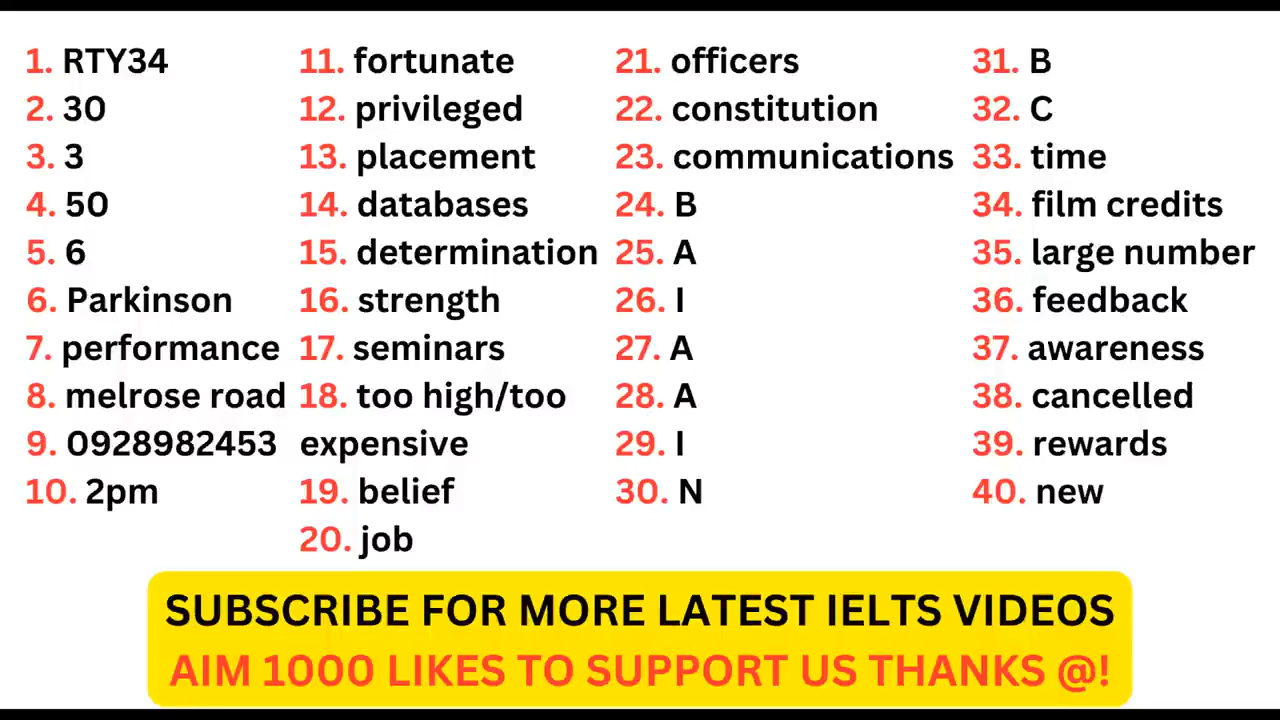 1. RTY34
2. 30
3. 3
4. 50
5. 6
6. Parkinson
7. performance
8. melrose road
9. 0928982453
10. 2pm
11. fortunate
12. privileged
13. placement
14. databases
15. determination
16. strength
17. seminars
18. too high/too
expensive
19. belief
20. job
21. officers
22. constitution
23. communications
24. B
25. A
26. I
27. A
28. A
29. I
30. N
31. B
32. C
33. time
34. film credits
35. large number
36. feedback
37. awareness
38. cancelled
39. rewards
40. new
SUBSCRIBE FOR MORE LATEST IELTS VIDEOS
AIM 1000 LIKES TO SUPPORT US THANKS @!